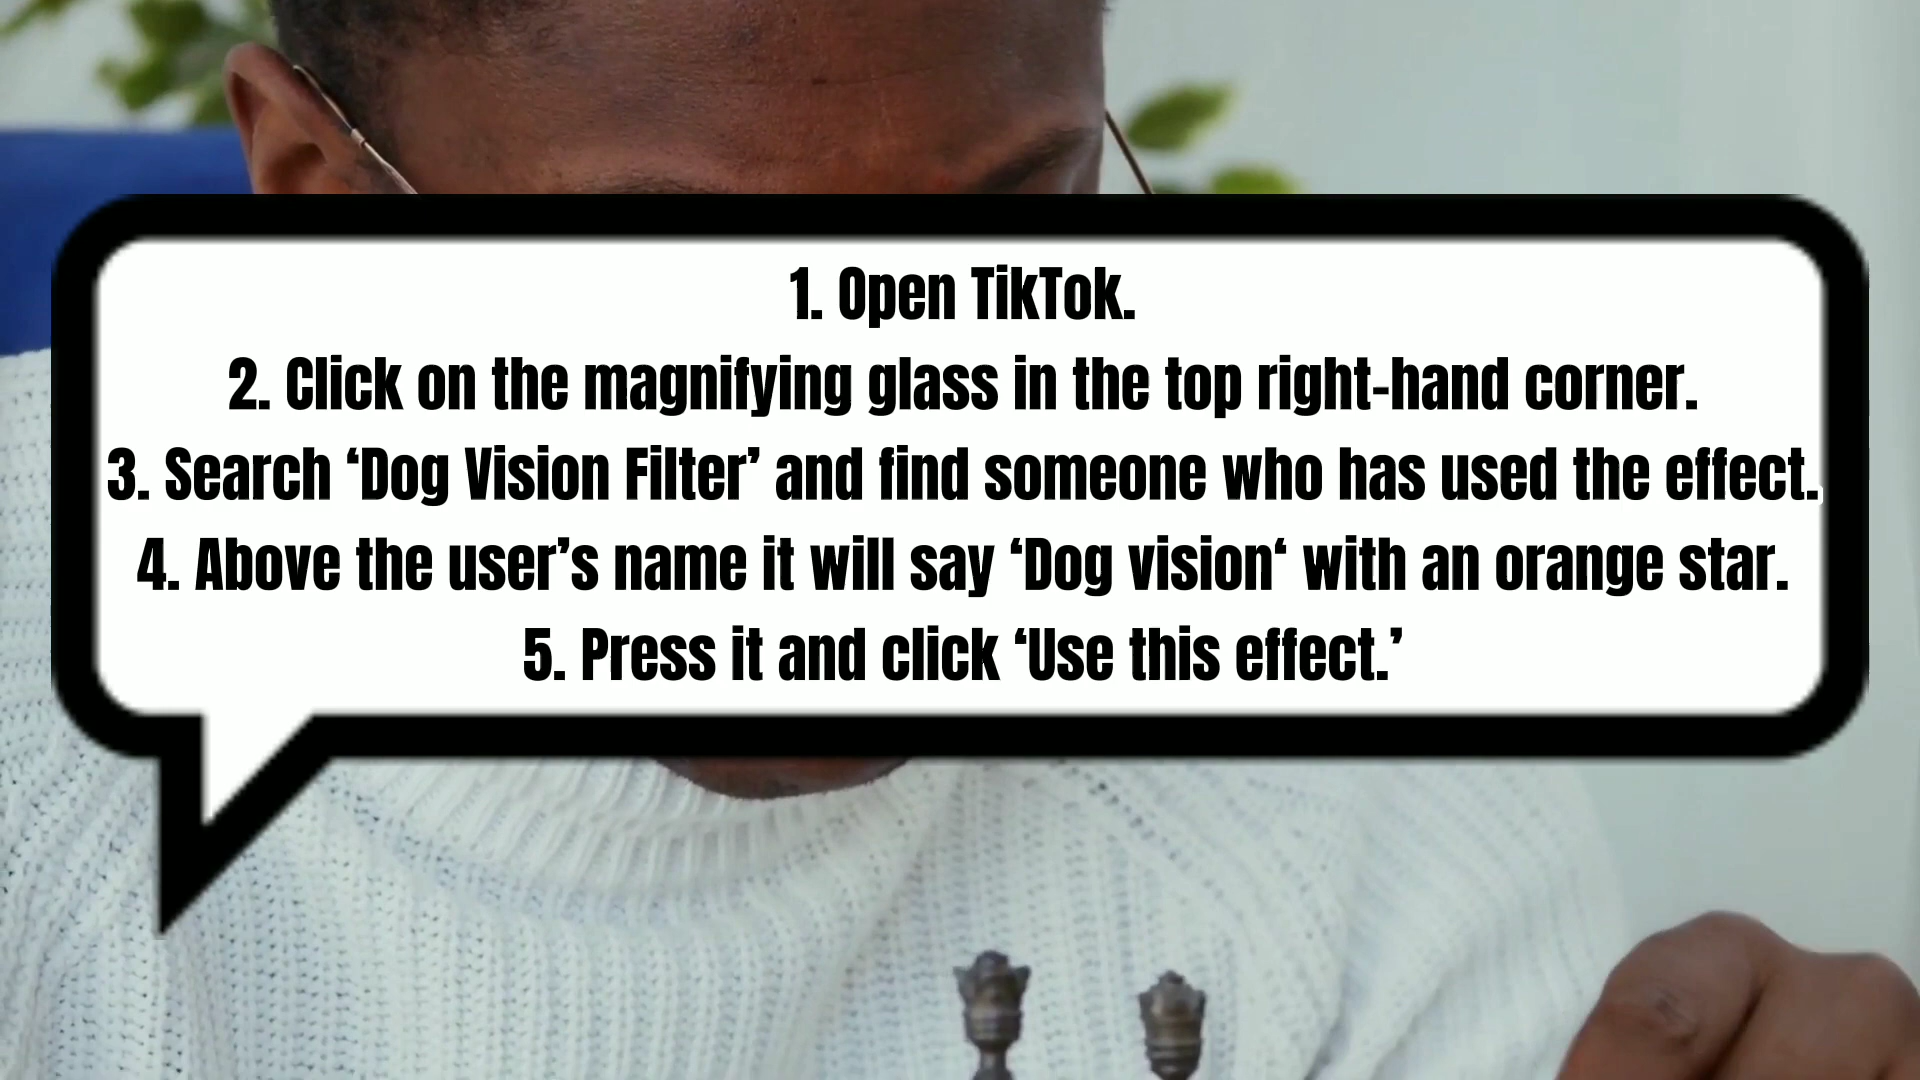 1. Open TikTok.
2. Click on the magnifying glass in the top right-hand corner.
3. Search ‘Dog Vision Filter’ and find someone who has used the effect.
4. Above the user’s name it will say ‘Dog vision‘ with an orange star.
5. Press it and click ‘Use this effect.’